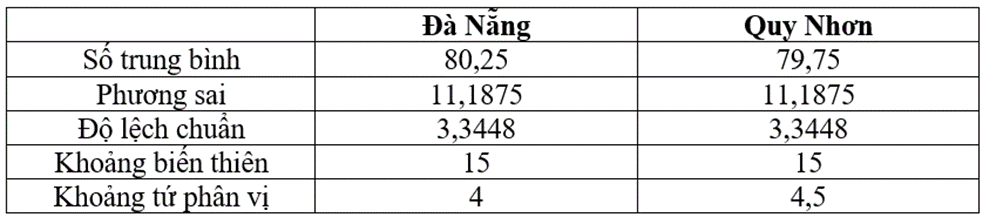 Đà Nẵng Quy Nhơn
Số trung bình 80,25 79,75
Phương sai 11,1875 11,1875
Độ lệch chuẩn 3,3448 3,3448
Khoảng biến thiên 15 15
Khoảng tứ phân vị 4 4,5